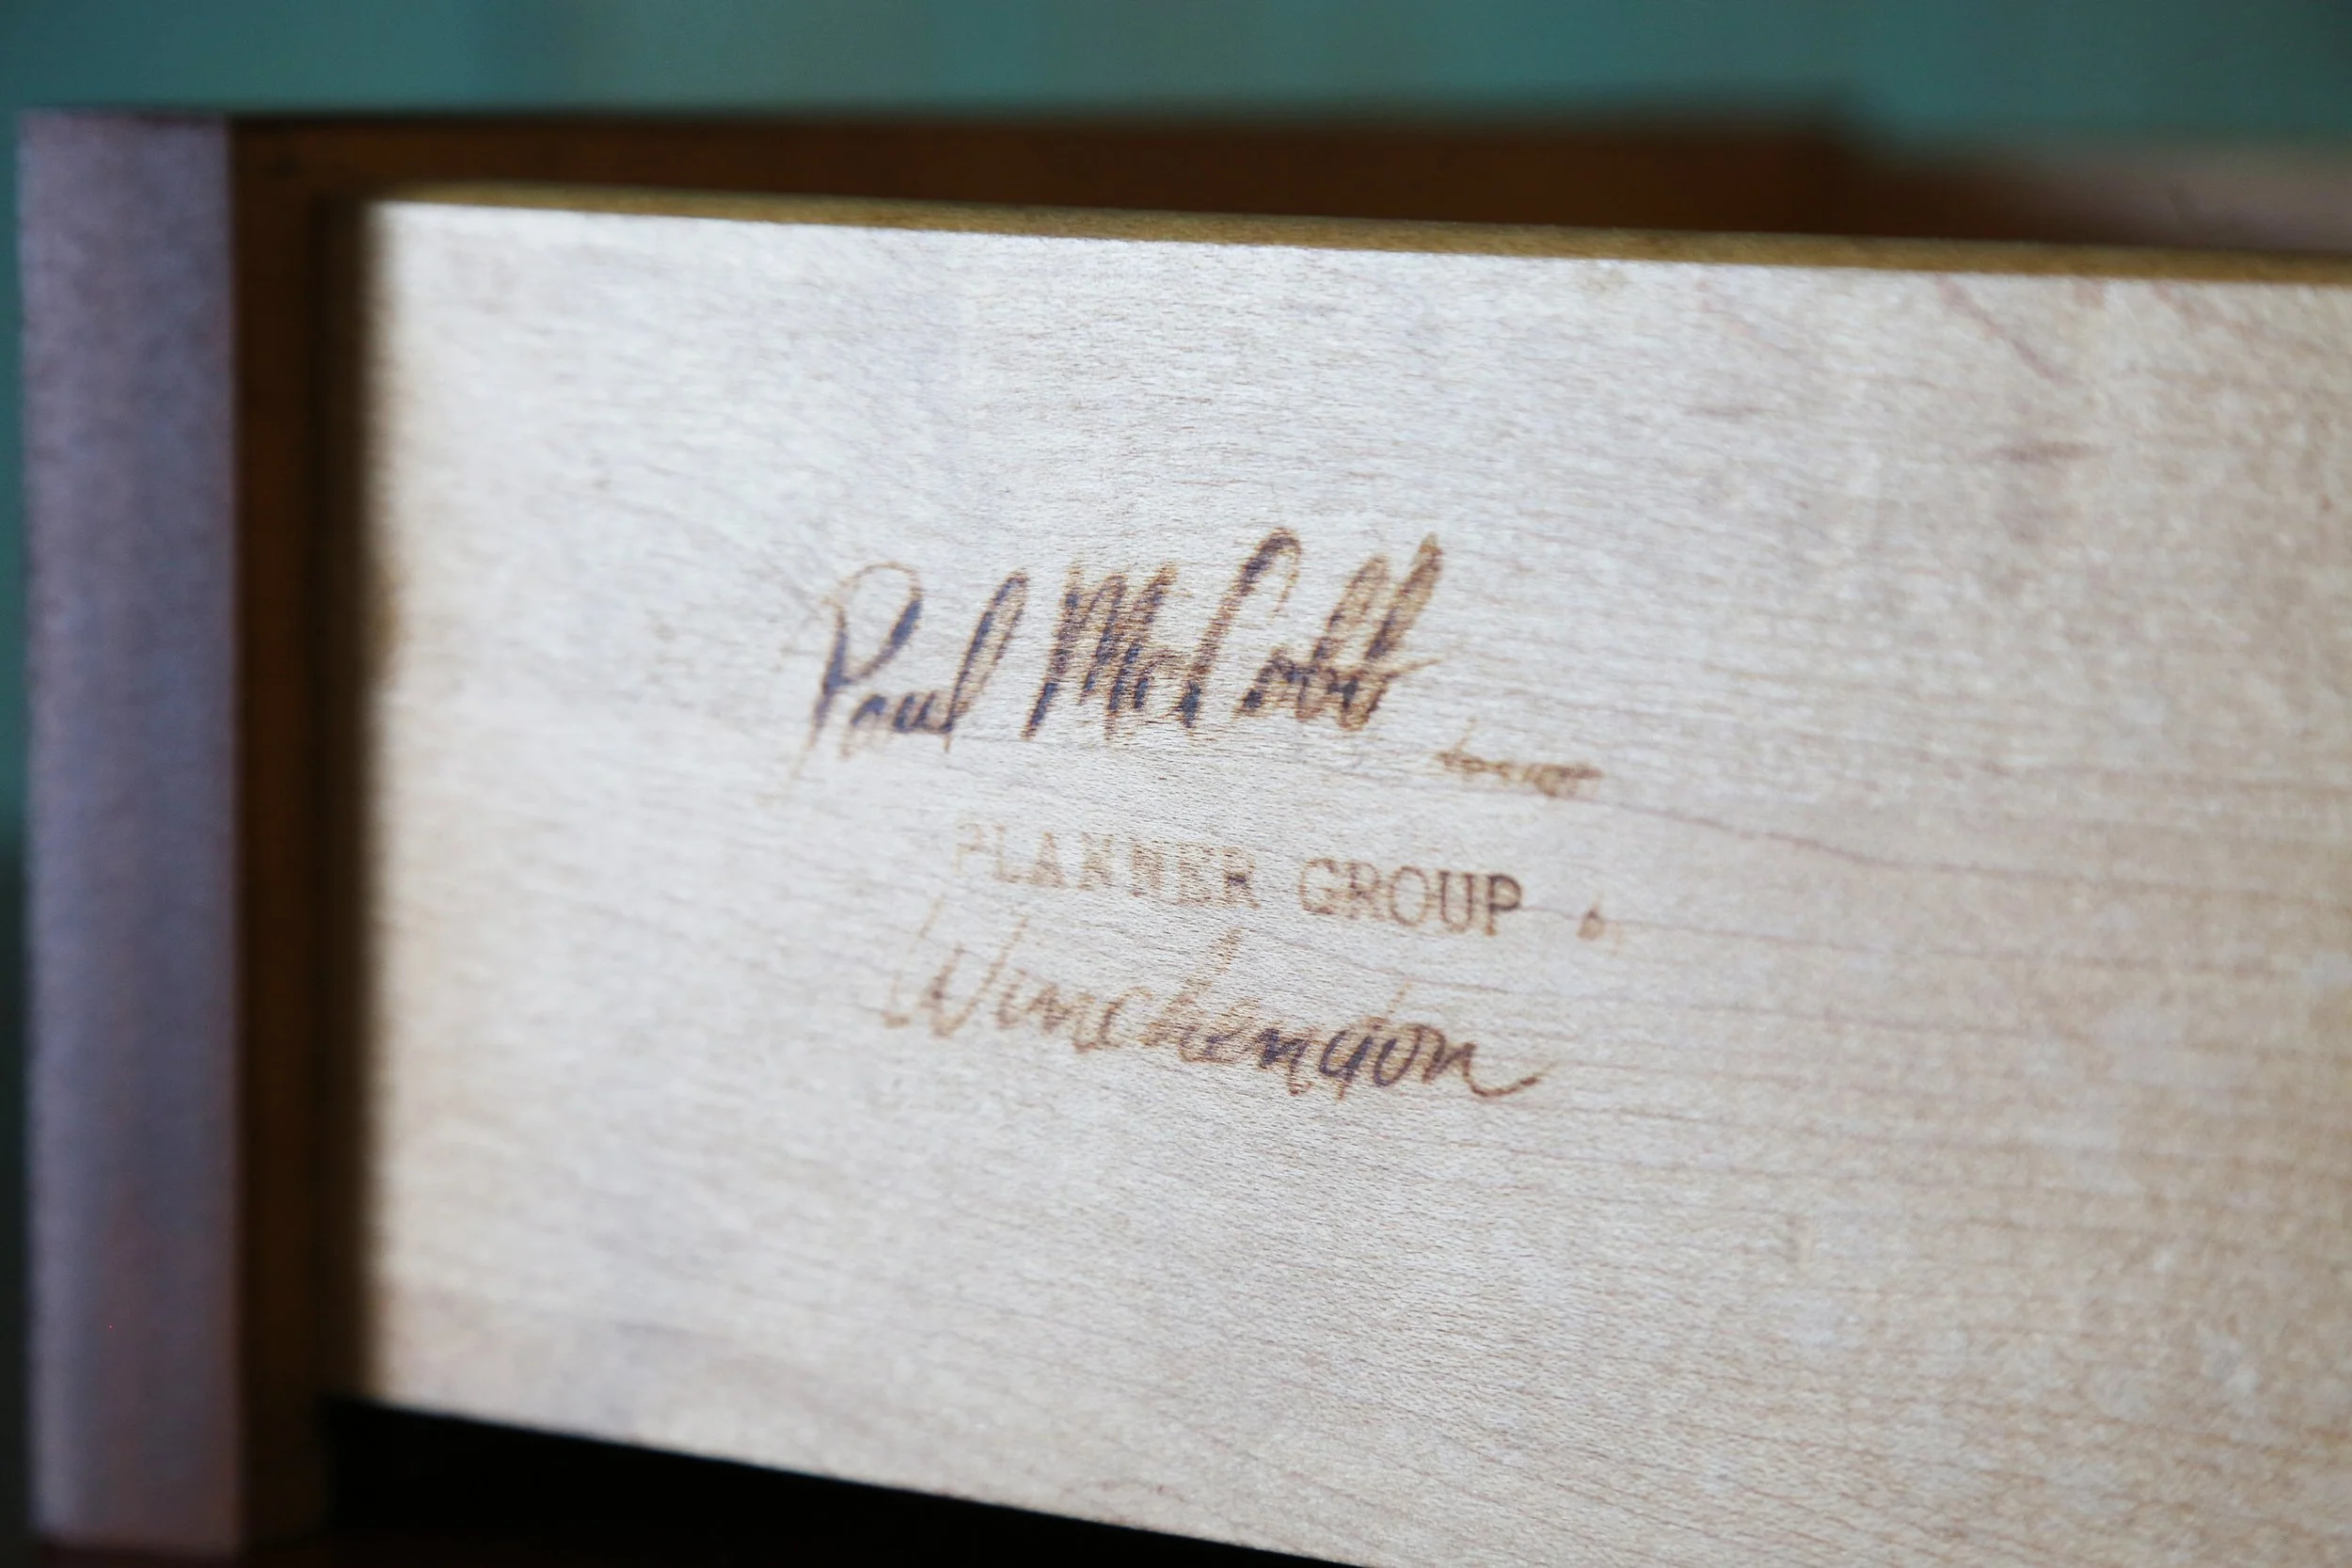 Paul McCobb
PLANNER GROUP
Winchendon